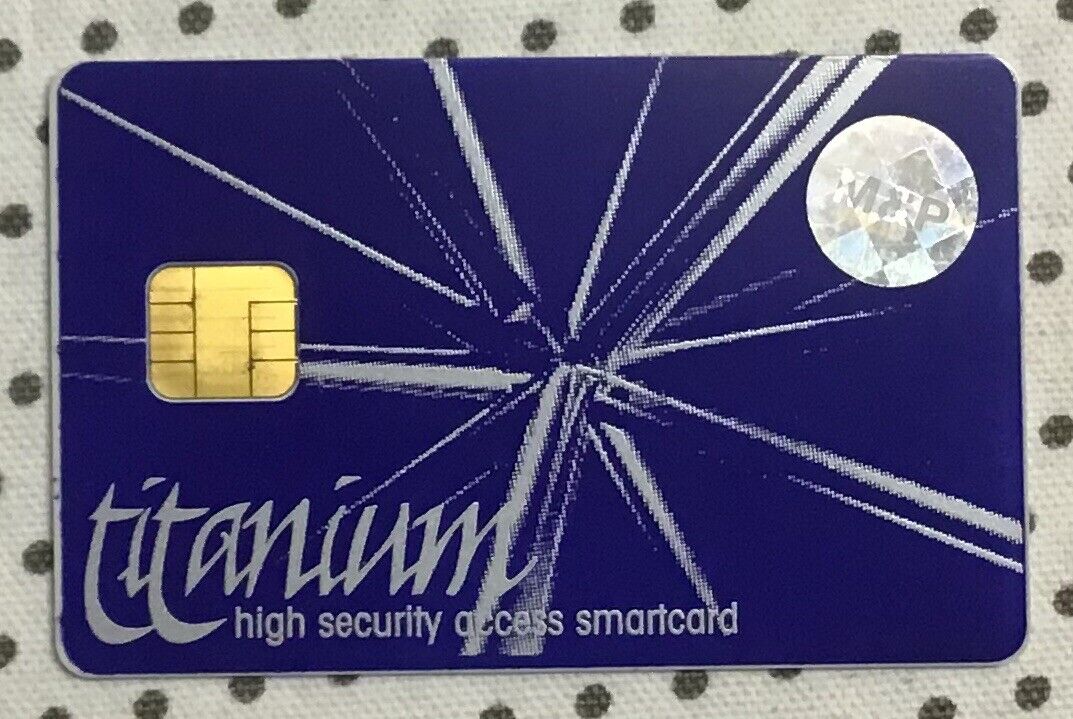 M&P
titanium
high security access smartcard